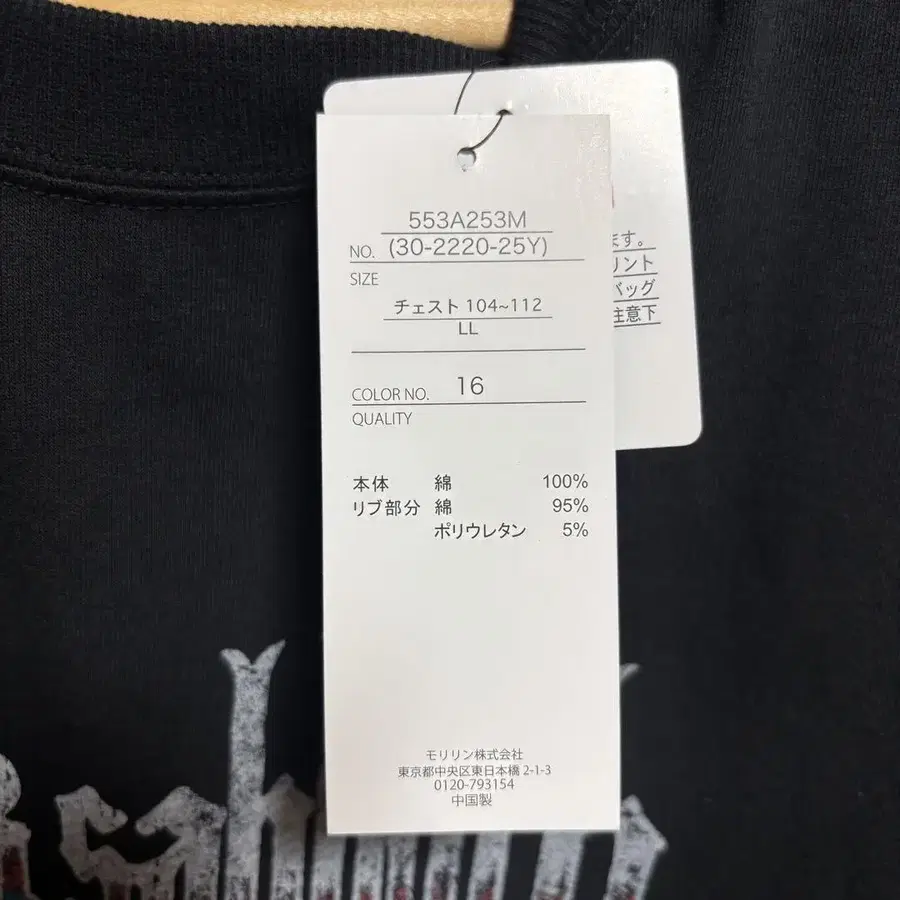 553A253M
NO. (30-2220-25Y)
SIZE
チェスト 104~112
LL
COLOR NO. 16
QUALITY
本体 綿 100%
リブ部分 綿 95%
ポリウレタン 5%
モリリン株式会社
東京都中央区東日本橋 2-1-3
0120-793154
中国製
ます。
リント
バッグ
注意下